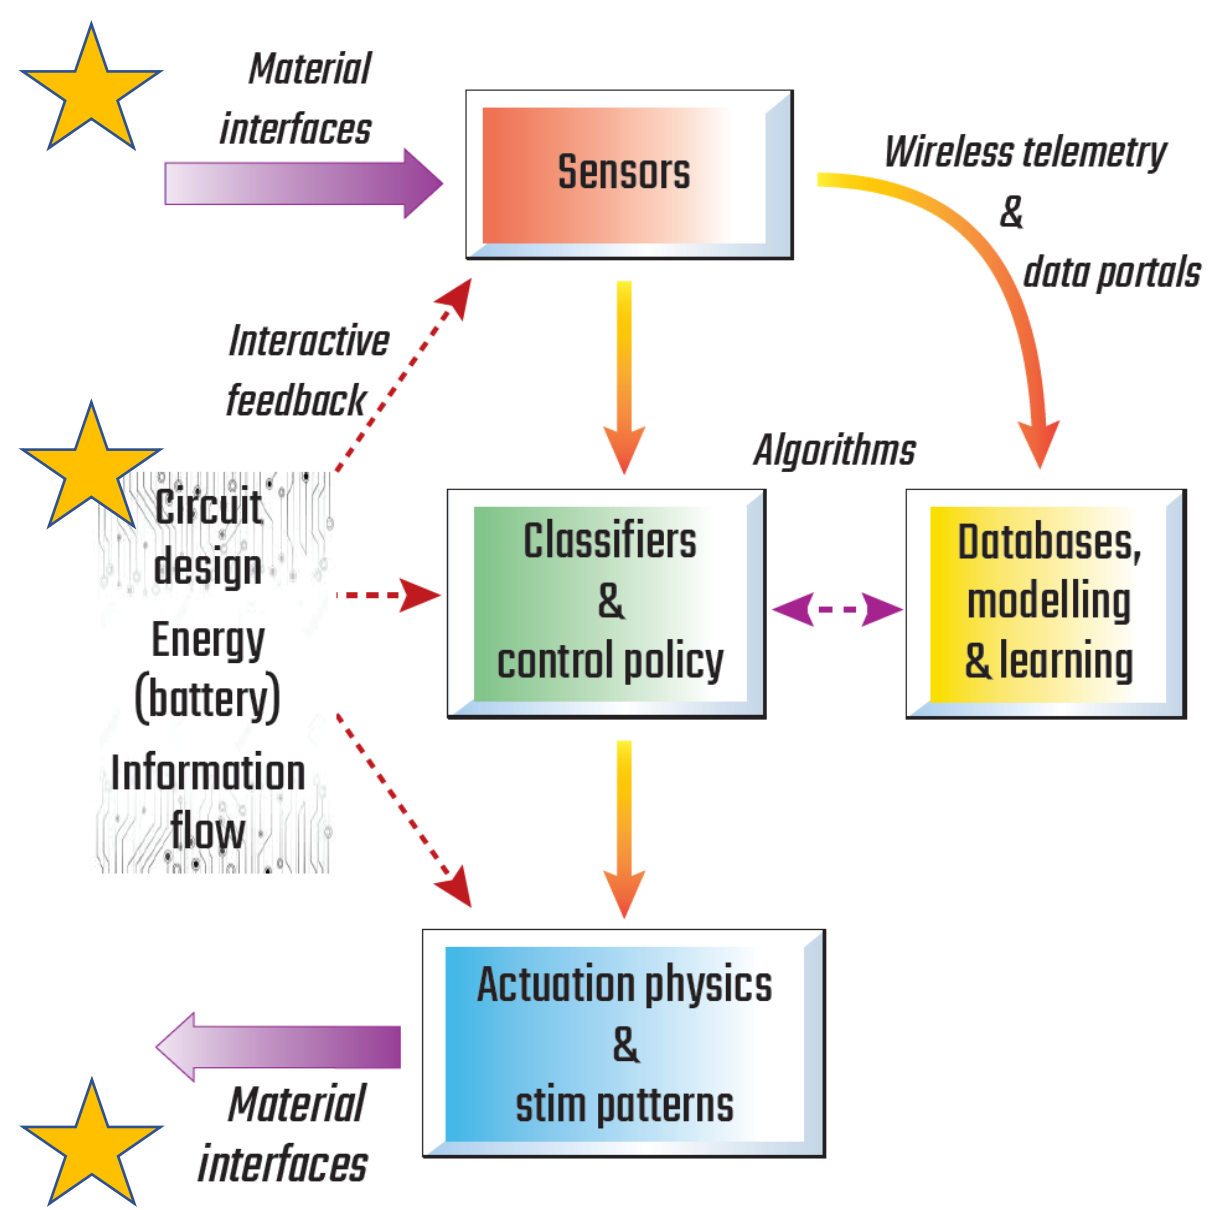 Material
interfaces
Sensors
Wireless telemetry
&
data portals
Interactive
feedback
Algorithms
Circuit
design
Energy
(battery)
Information
flow
Classifiers
&
control policy
Databases,
modelling
& learning
Actuation physics
&
stim patterns
Material
interfaces